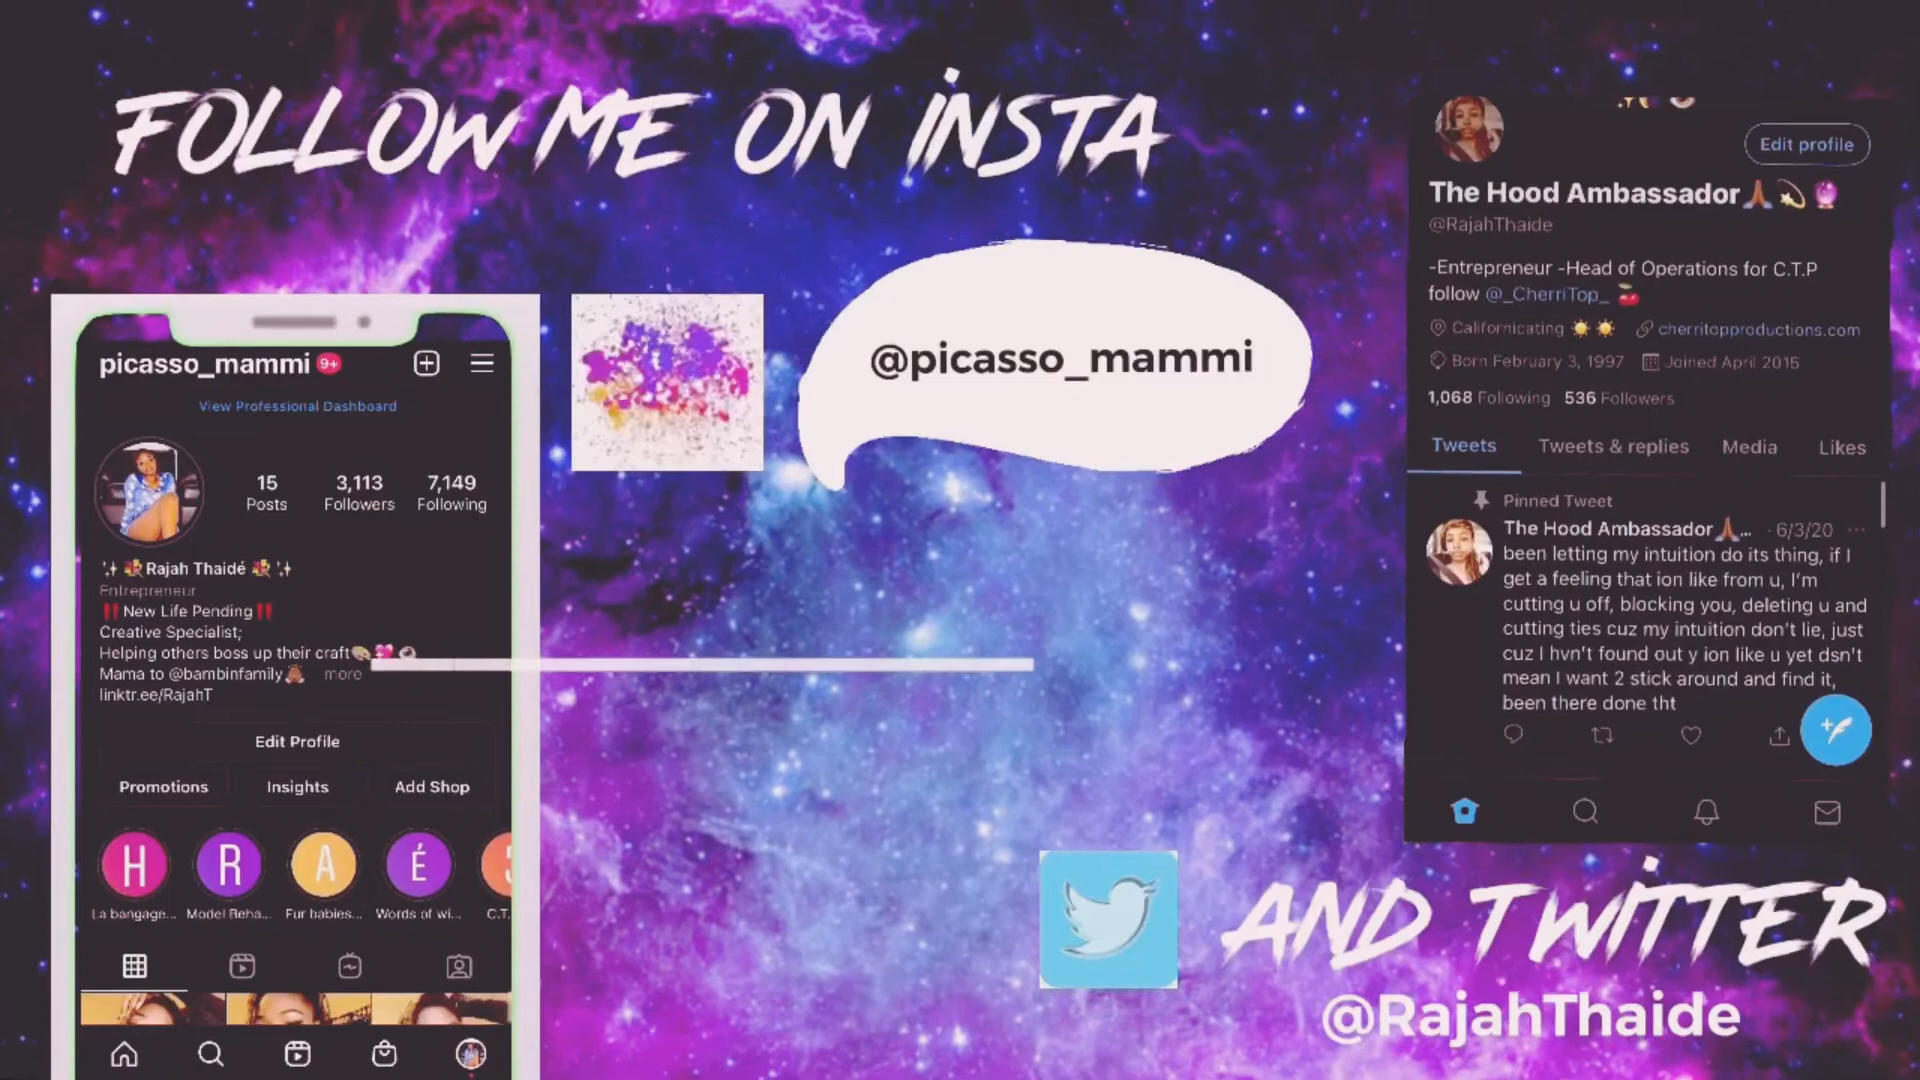 FOLLOW ME ON INSTA
@picasso_mammi
picasso_mammi 9+
View Professional Dashboard
15 3,113 7,149
Posts Followers Following
Rajah Thaidé
Entrepreneur
‼️New Life Pending‼️
Creative Specialist;
Helping others boss up their craft
Mama to @bambinfamily more
linktr.ee/RajahT
Edit Profile
Promotions Insights Add Shop
H R A É
La bangage... Model Beha... Fur babies... Words of wi... C.T.
Edit profile
The Hood Ambassador
@RajahThaide
-Entrepreneur -Head of Operations for C.T.P
follow @_CherriTop_
Californicating cherritopproductions.com
Born February 3, 1997 Joined April 2015
1,068 Following 536 Followers
Tweets Tweets & replies Media Likes
Pinned Tweet
The Hood Ambassador ... · 6/3/20 ···
been letting my intuition do its thing, if I
get a feeling that ion like from u, I'm
cutting u off, blocking you, deleting u and
cutting ties cuz my intuition don't lie, just
cuz I hvn't found out y ion like u yet dsn't
mean I want 2 stick around and find it,
been there done tht
AND TWITTER
@RajahThaide